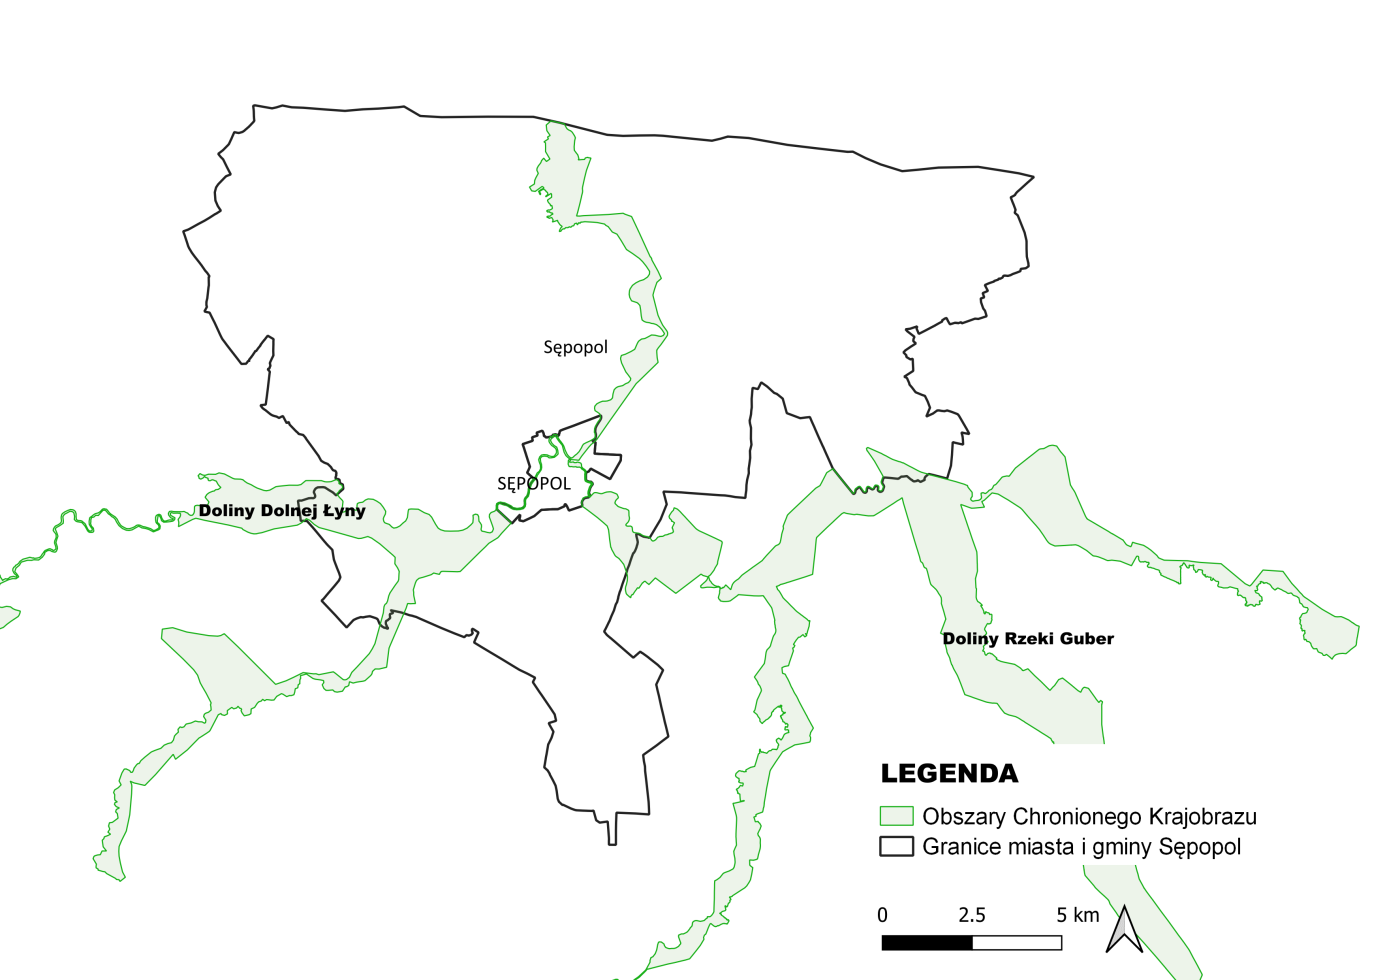 Sępopol
SĘPOPOL
Doliny Dolnej Łyny
Doliny Rzeki Guber
LEGENDA
Obszary Chronionego Krajobrazu
Granice miasta i gminy Sępopol
0 2.5 5 km